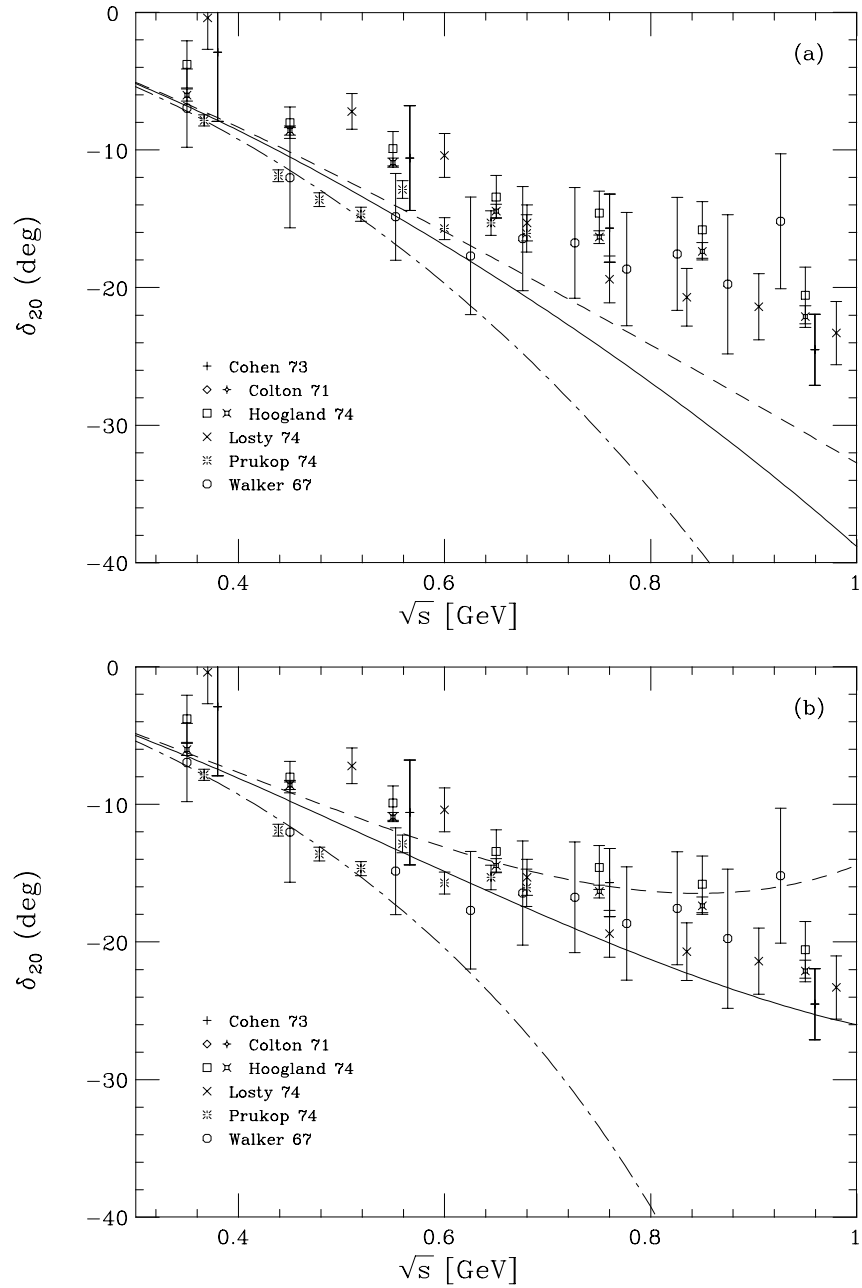 0
(a)
−10
−20
−30
−40
δ20 (deg)
Cohen 73
Colton 71
Hoogland 74
Losty 74
Prukop 74
Walker 67
0.4
0.6
0.8
1
√s [GeV]
0
(b)
−10
−20
−30
−40
δ20 (deg)
Cohen 73
Colton 71
Hoogland 74
Losty 74
Prukop 74
Walker 67
0.4
0.6
0.8
1
√s [GeV]